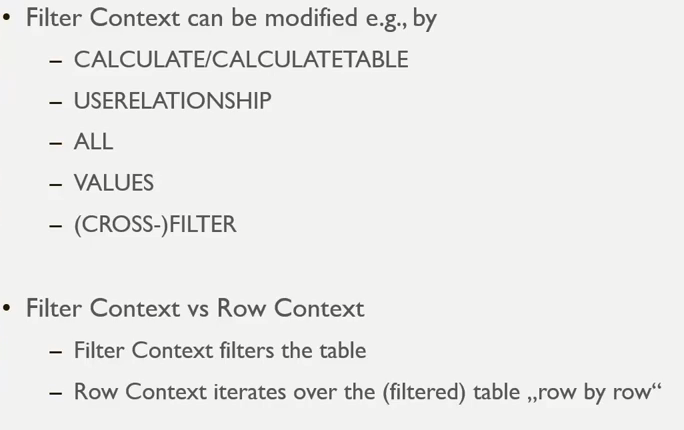 • Filter Context can be modified e.g., by
– CALCULATE/CALCULATETABLE
– USERELATIONSHIP
– ALL
– VALUES
– (CROSS-)FILTER
• Filter Context vs Row Context
– Filter Context filters the table
– Row Context iterates over the (filtered) table „row by row“